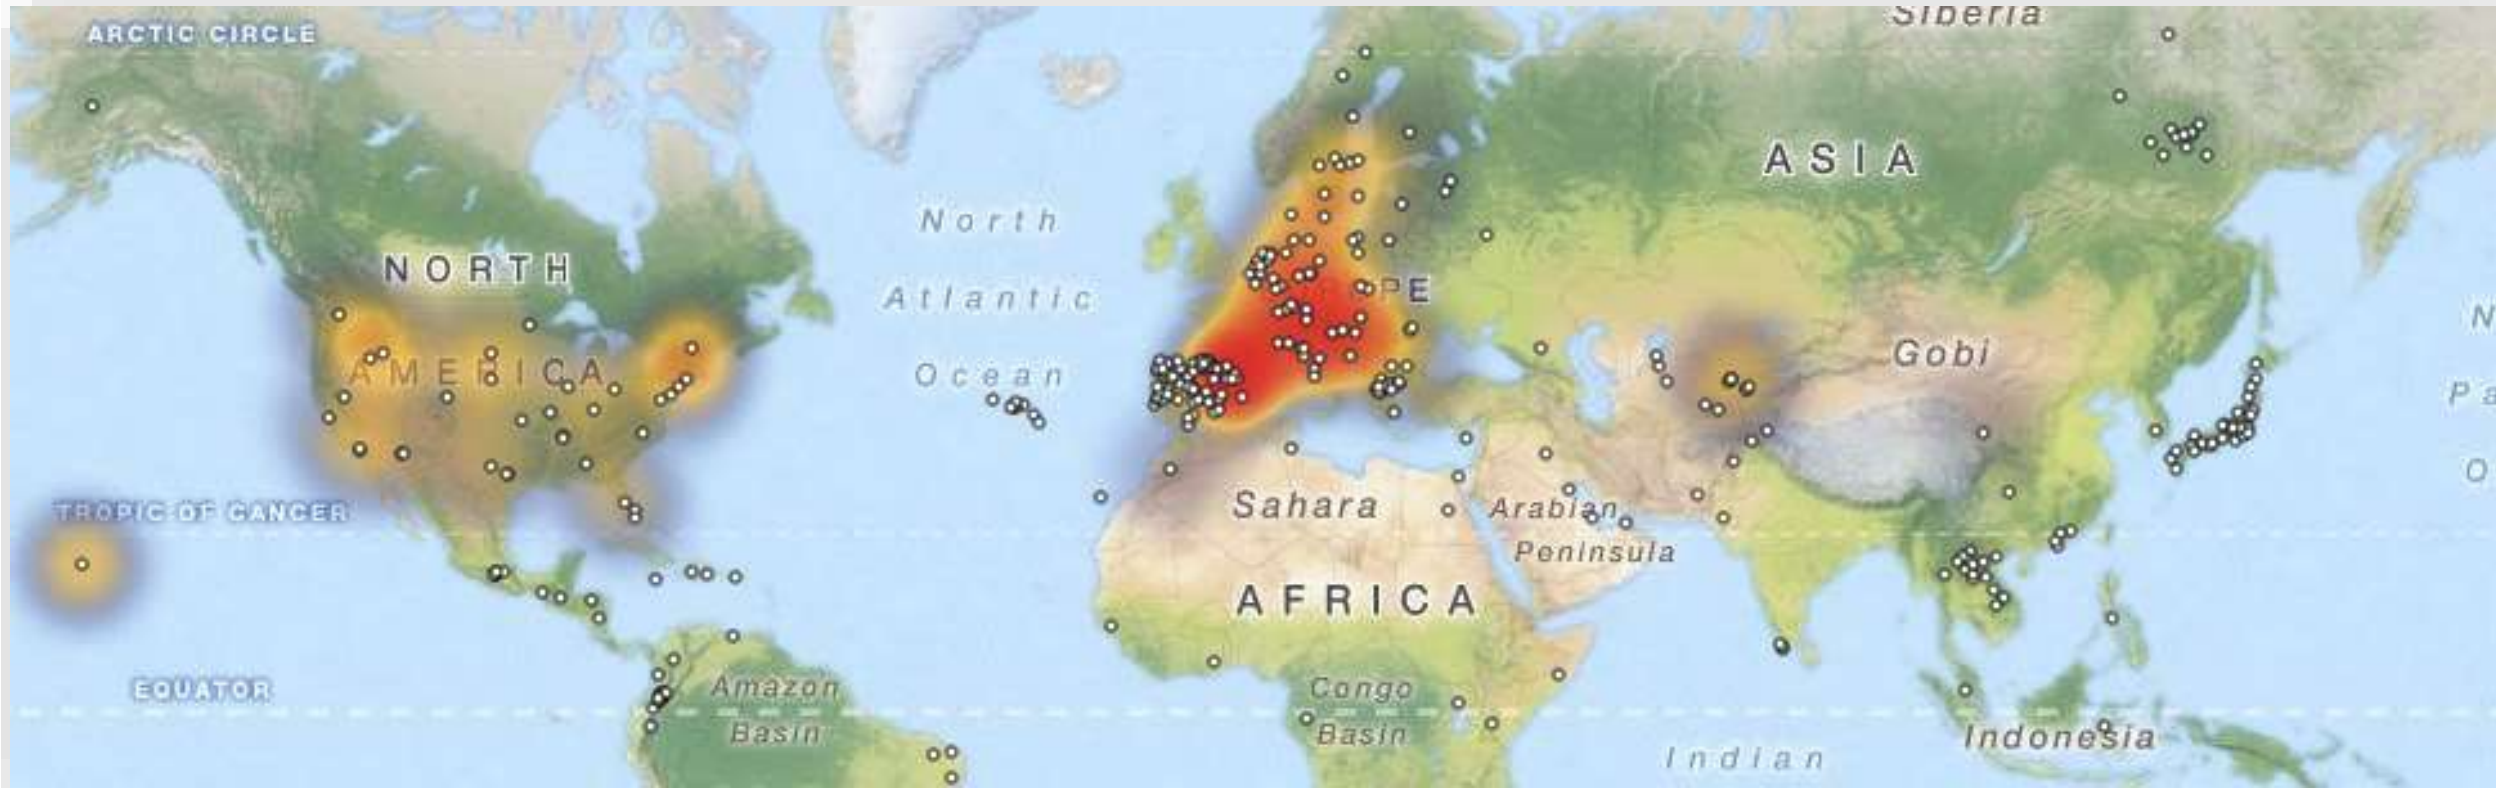 ARCTIC CIRCLE
Siberia
ASIA
North
Atlantic
Ocean
NORTH
AMERICA
PE
Gobi
N
Pa
O
TROPIC OF CANCER
Sahara
Arabian
Peninsula
AFRICA
EQUATOR
Amazon
Basin
Congo
Basin
Indian
Indonesia